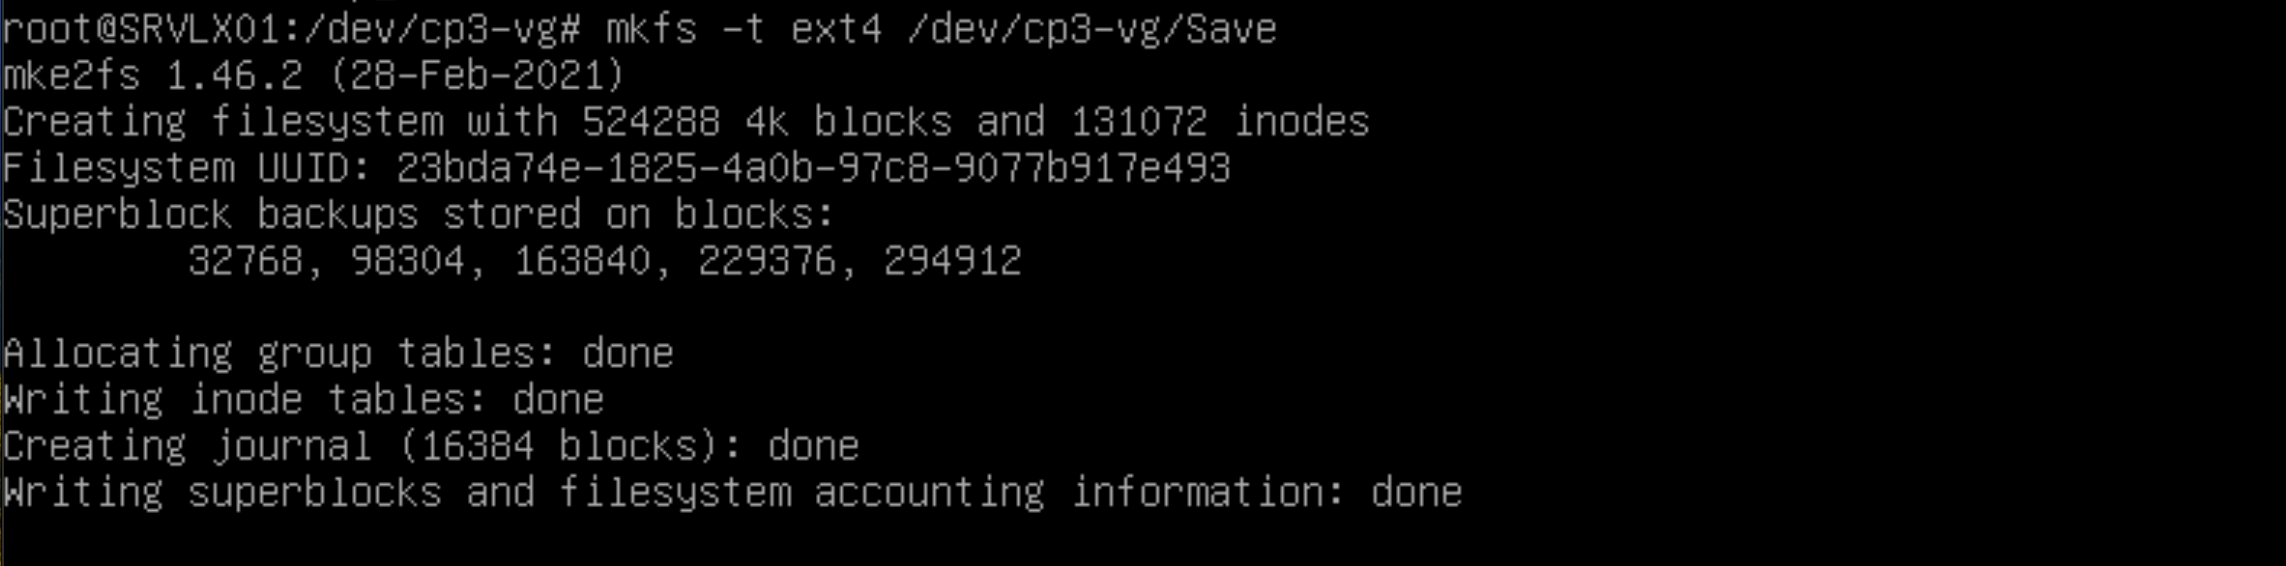 root@SRVLX01:/dev/cp3-vg# mkfs -t ext4 /dev/cp3-vg/Save
mke2fs 1.46.2 (28-Feb-2021)
Creating filesystem with 524288 4k blocks and 131072 inodes
Filesystem UUID: 23bda74e-1825-4a0b-97c8-9077b917e493
Superblock backups stored on blocks:
        32768, 98304, 163840, 229376, 294912

Allocating group tables: done
Writing inode tables: done
Creating journal (16384 blocks): done
Writing superblocks and filesystem accounting information: done